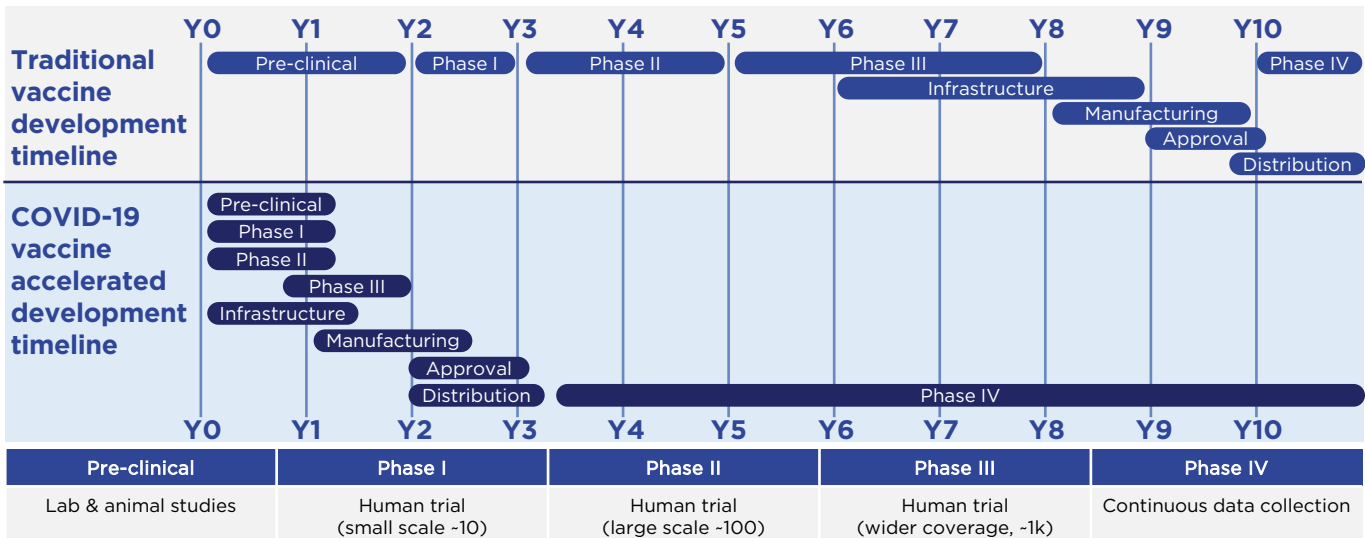 Y0 Y1 Y2 Y3 Y4 Y5 Y6 Y7 Y8 Y9 Y10
Traditional
vaccine
development
timeline
Pre-clinical Phase I Phase II Phase III Phase IV
Infrastructure
Manufacturing
Approval
Distribution
COVID-19
vaccine
accelerated
development
timeline
Pre-clinical
Phase I
Phase II
Phase III
Infrastructure
Manufacturing
Approval
Distribution Phase IV
Y0 Y1 Y2 Y3 Y4 Y5 Y6 Y7 Y8 Y9 Y10
Pre-clinical Phase I Phase II Phase III Phase IV
Lab & animal studies Human trial Human trial Human trial Continuous data collection
(small scale ~10) (large scale ~100) (wider coverage, ~1k)